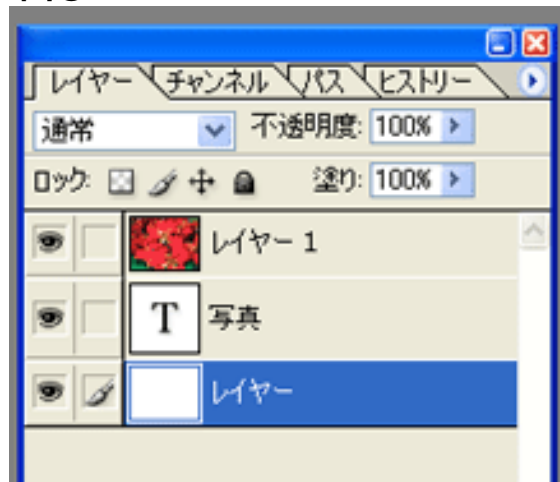 レイヤー チャンネル パス ヒストリー
通常 不透明度: 100%
ロック: 塗り: 100%
レイヤー 1
T 写真
レイヤー